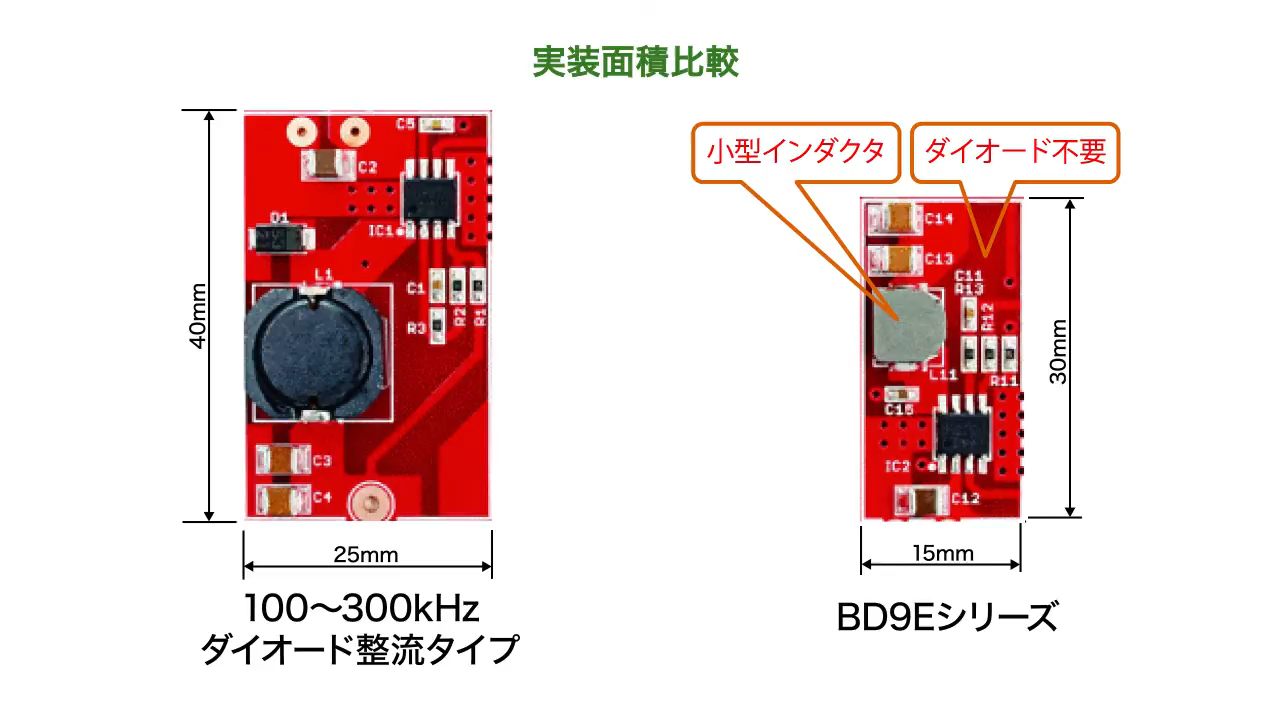 実装面積比較
小型インダクタ
ダイオード不要
C5
C2
D1
IC1
L1
C1
R2
R1
R3
C3
C4
40mm
25mm
100〜300kHz
ダイオード整流タイプ
C14
C13
C11
R13
R12
L11
R11
C15
IC2
C12
30mm
15mm
BD9Eシリーズ